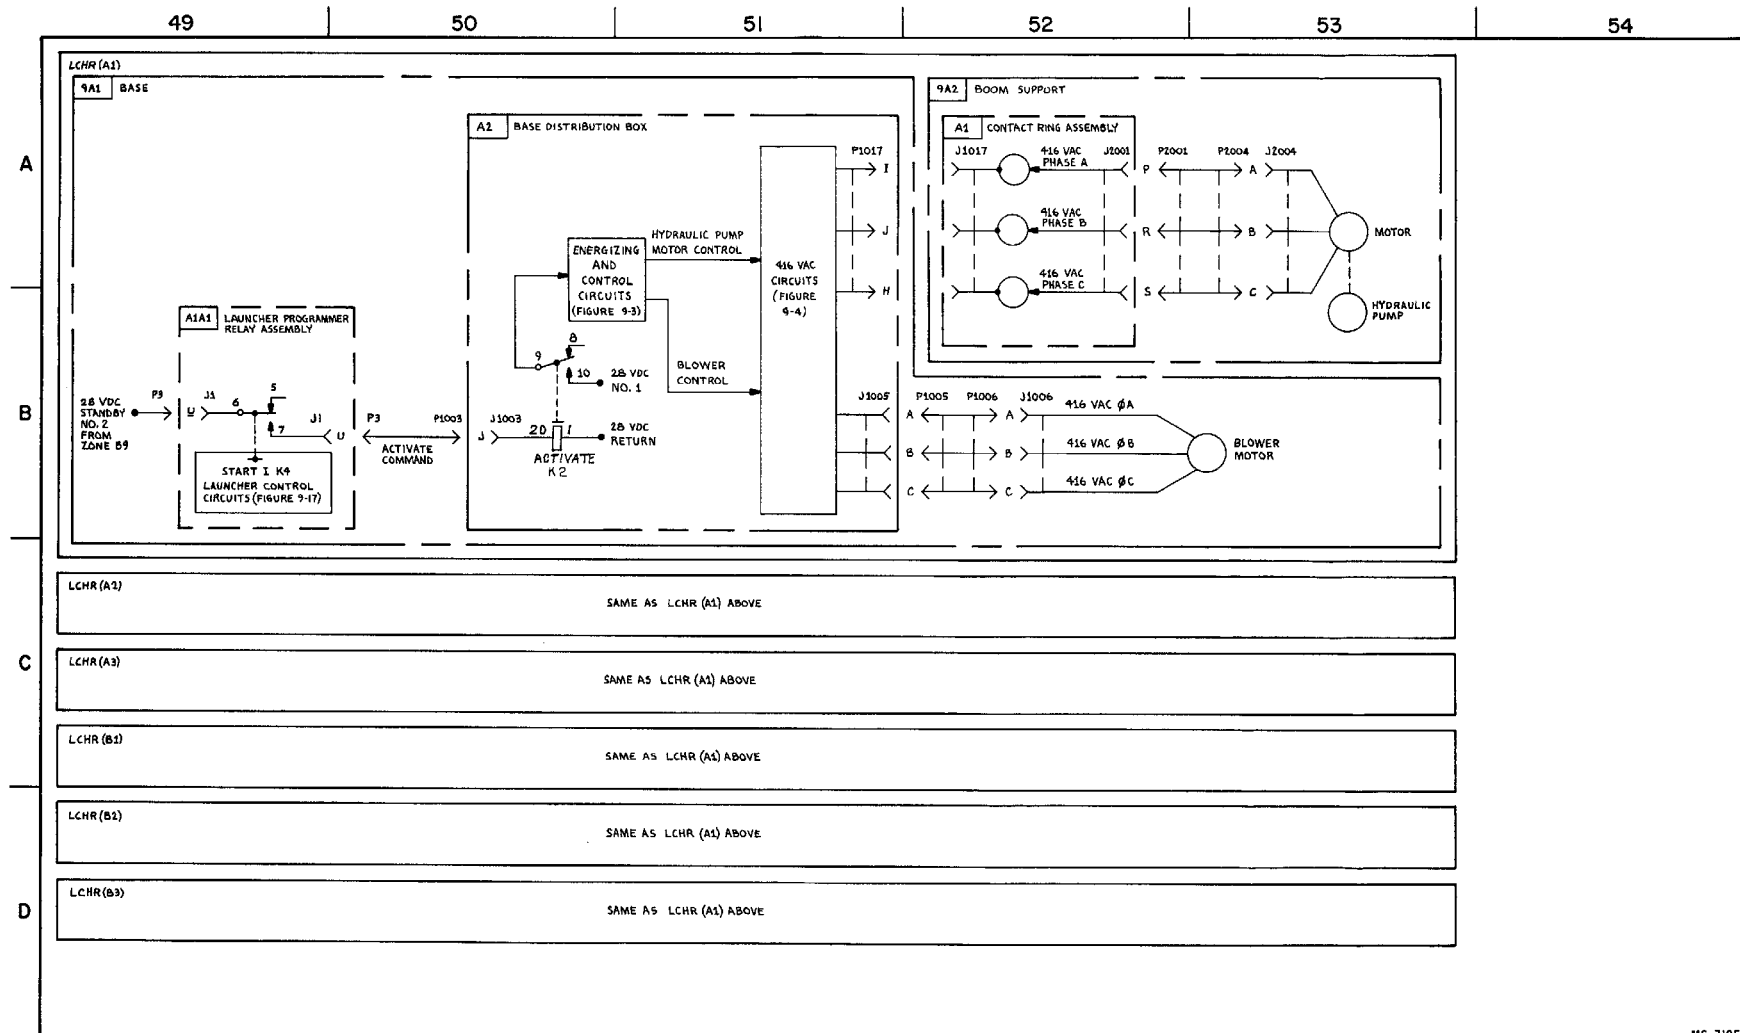 49 50 51 52 53 54
A
B
C
D
LCHR (A1)
9A1 BASE
A2 BASE DISTRIBUTION BOX
P1017
I
J
H
HYDRAULIC PUMP
MOTOR CONTROL
ENERGIZING
AND
CONTROL
CIRCUITS
(FIGURE 9-3)
416 VAC
CIRCUITS
(FIGURE
9-4)
BLOWER
CONTROL
8
9
10
28 VDC
NO. 1
J1003
J
2D 1
28 VDC
RETURN
ACTIVATE
K2
A1A1 LAUNCHER PROGRAMMER
RELAY ASSEMBLY
28 VDC
STANDBY
NO. 2
FROM
ZONE B9
P9
U
J1
6
5
7
J1
U
START I K4
LAUNCHER CONTROL
CIRCUITS (FIGURE 9-17)
P3
P1003
ACTIVATE
COMMAND
9A2 BOOM SUPPORT
A1 CONTACT RING ASSEMBLY
J1017
416 VAC
PHASE A
J2001
P
P2001
P2004
A
J2004
416 VAC
PHASE B
R
B
MOTOR
416 VAC
PHASE C
S
C
HYDRAULIC
PUMP
J1005 P1005 P1006 J1006
A A 416 VAC ØA
B B 416 VAC ØB
C C 416 VAC ØC
BLOWER
MOTOR
LCHR (A2)
SAME AS LCHR (A1) ABOVE
LCHR (A3)
SAME AS LCHR (A1) ABOVE
LCHR (B1)
SAME AS LCHR (A1) ABOVE
LCHR (B2)
SAME AS LCHR (A1) ABOVE
LCHR (B3)
SAME AS LCHR (A1) ABOVE